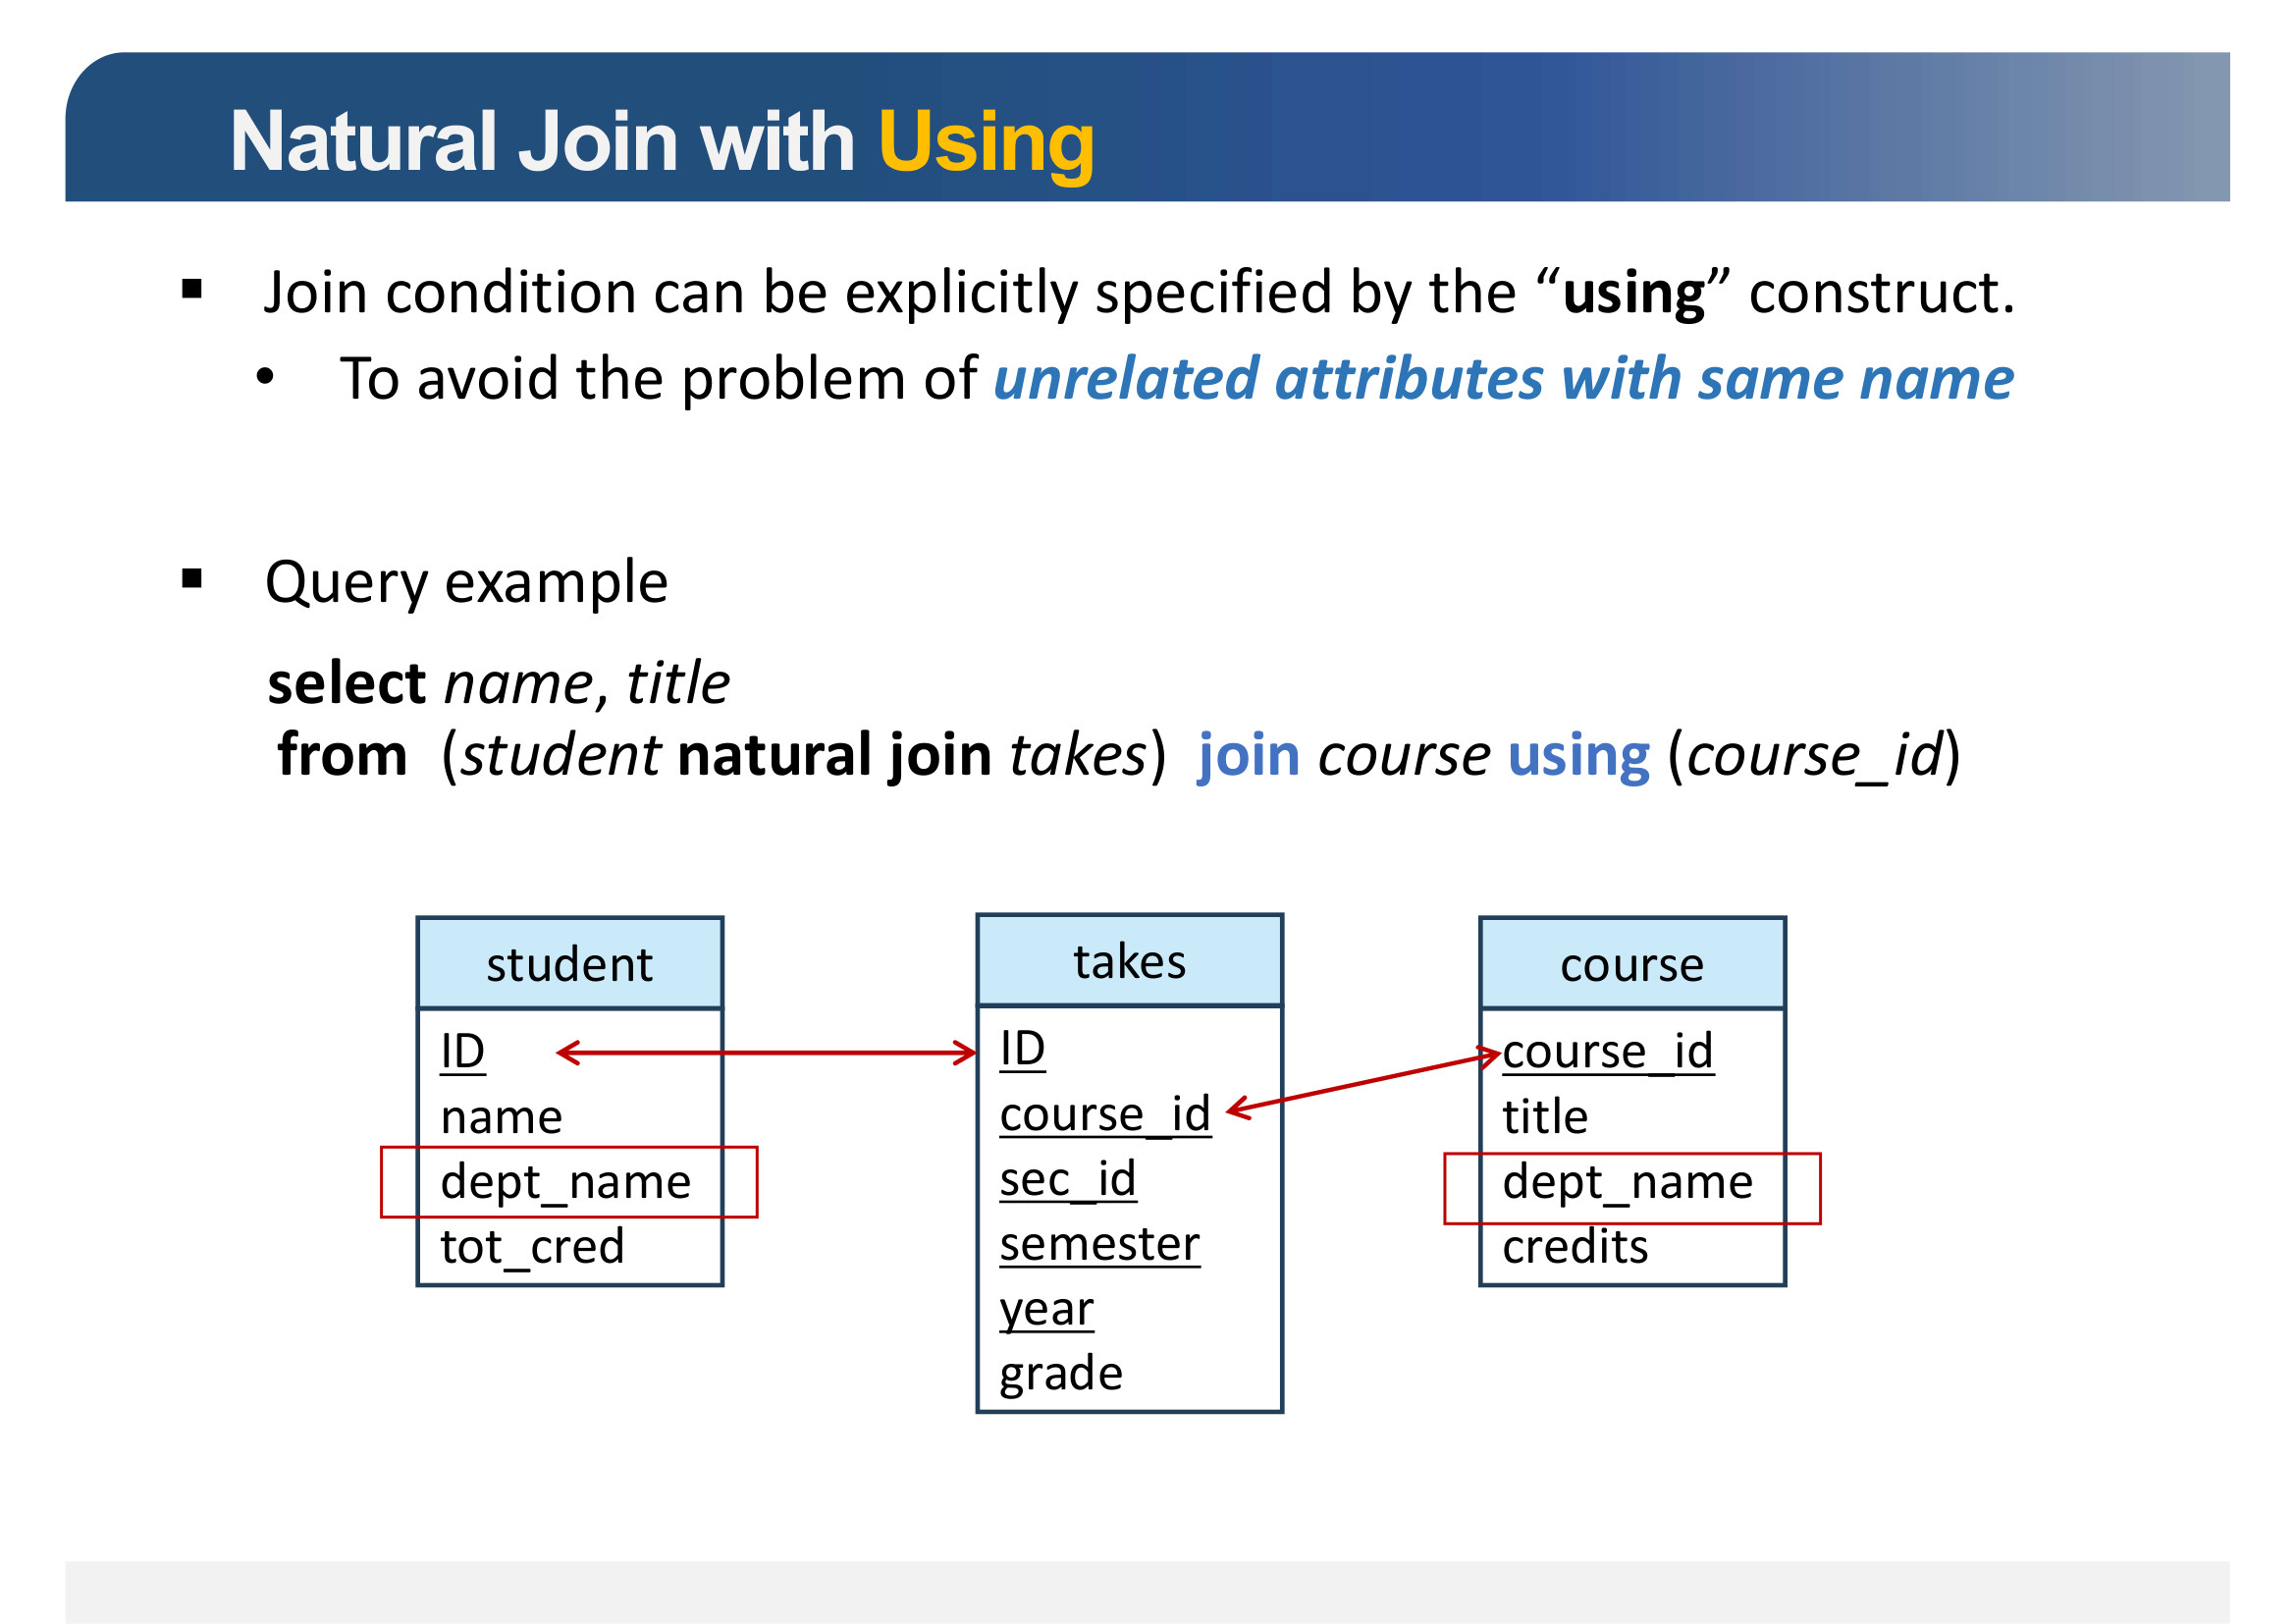 Natural Join with Using
▪ Join condition can be explicitly specified by the “using” construct.
• To avoid the problem of unrelated attributes with same name
▪ Query example
select name, title
from (student natural join takes) join course using (course_id)
student
ID
name
dept_name
tot_cred
takes
ID
course_id
sec_id
semester
year
grade
course
course_id
title
dept_name
credits